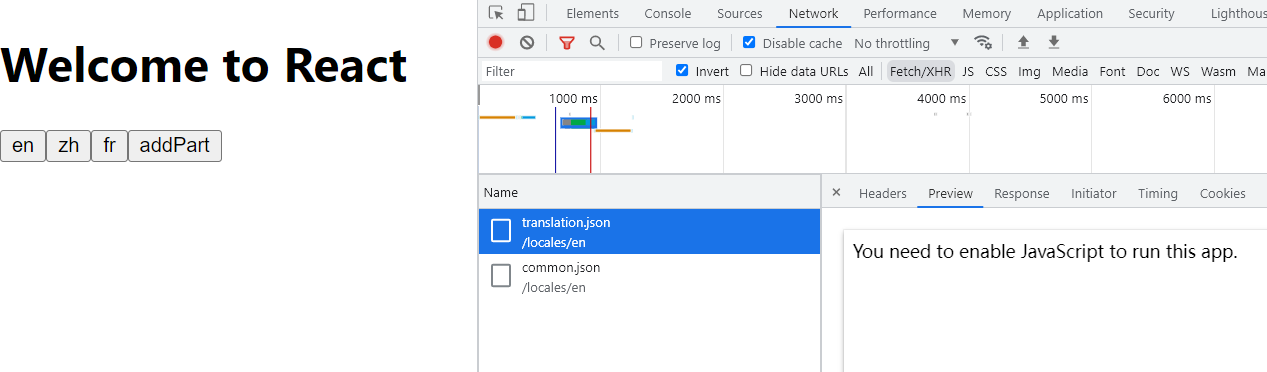 Welcome to React
en zh fr addPart
Elements Console Sources Network Performance Memory Application Security Lighthous
Preserve log Disable cache No throttling
Filter Invert Hide data URLs All Fetch/XHR JS CSS Img Media Font Doc WS Wasm Ma
1000 ms 2000 ms 3000 ms 4000 ms 5000 ms 6000 ms
Name
translation.json
/locales/en
common.json
/locales/en
× Headers Preview Response Initiator Timing Cookies
You need to enable JavaScript to run this app.